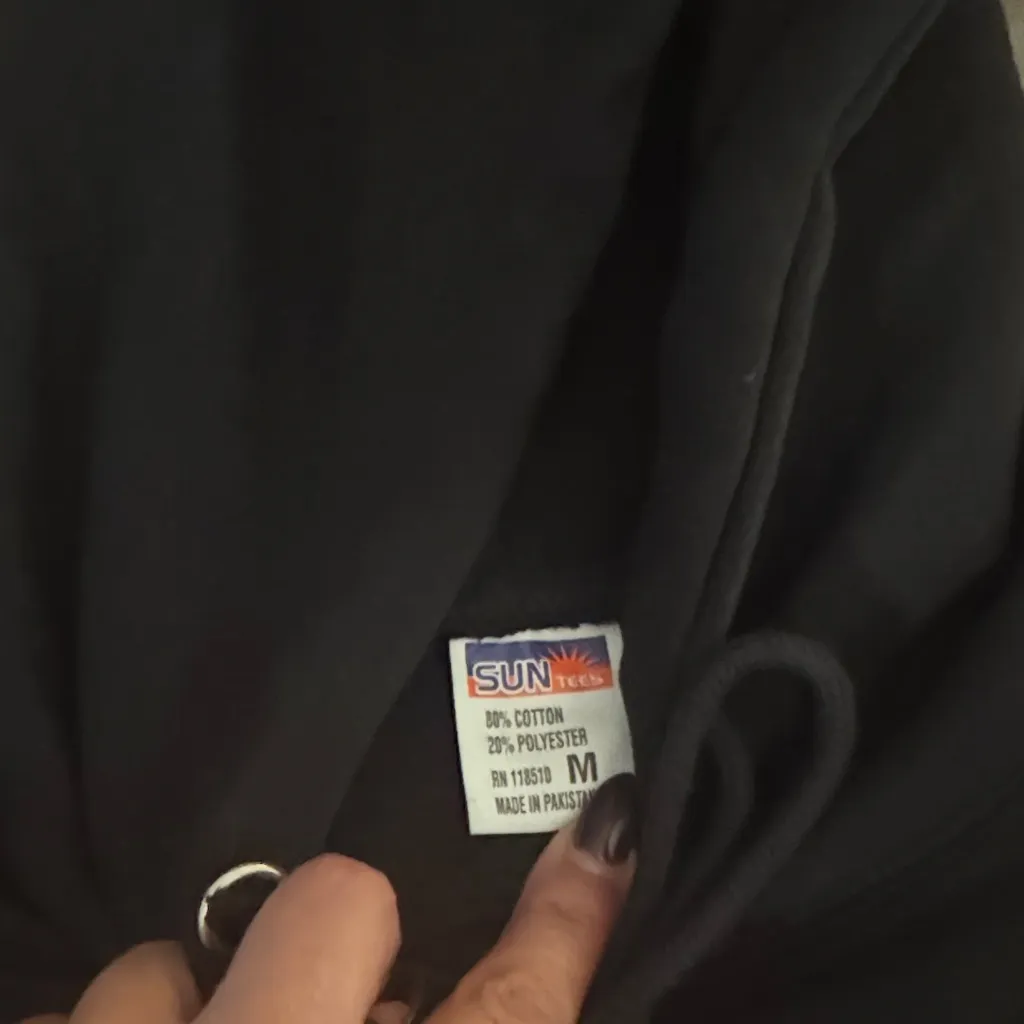 SUN TEES
80% COTTON
20% POLYESTER
RN 118510 M
MADE IN PAKISTA